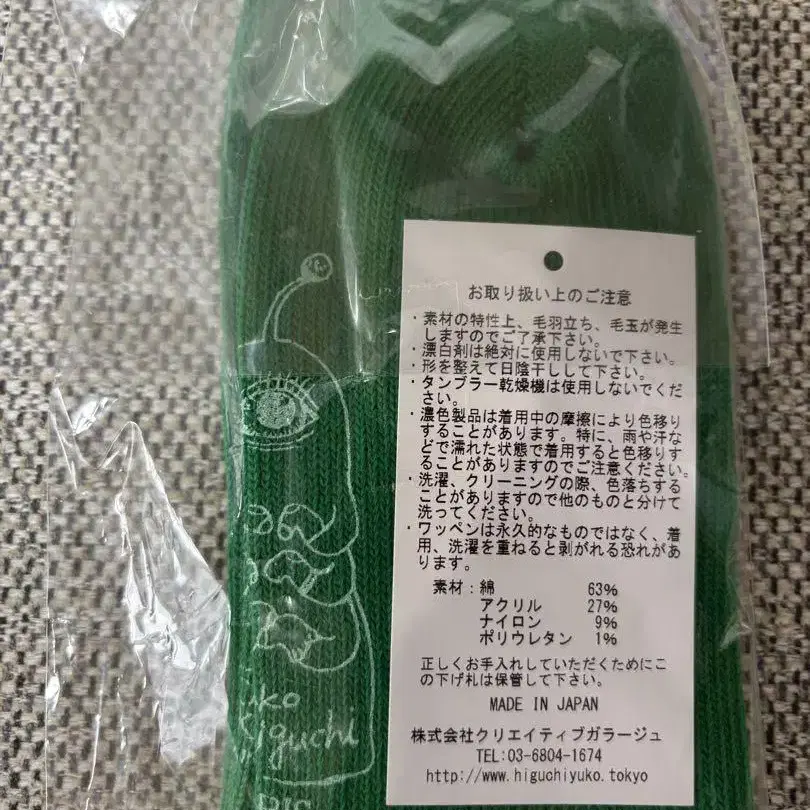 お取り扱い上のご注意
・素材の特性上、毛羽立ち、毛玉が発生
しますのでご了承下さい。
・漂白剤は絶対に使用しないで下さい。
・形を整えて日陰干しして下さい。
・タンブラー乾燥機は使用しないでくだ
さい。
・濃色製品は着用中の摩擦により色移り
することがあります。特に、雨や汗な
どで濡れた状態で着用すると色移りす
ることがありますのでご注意ください。
・洗濯、クリーニングの際、色落ちする
ことがありますので他のものと分けて
洗ってください。
・ワッペンは永久的なものではなく、着
用、洗濯を重ねると剥がれる恐れがあ
ります。
素材：綿 63%
アクリル 27%
ナイロン 9%
ポリウレタン 1%
正しくお手入れしていただくためにこ
の下げ札は保管して下さい。
MADE IN JAPAN
株式会社クリエイティブガラージュ
TEL:03-6804-1674
http://www.higuchiyuko.tokyo
uko
iguchi